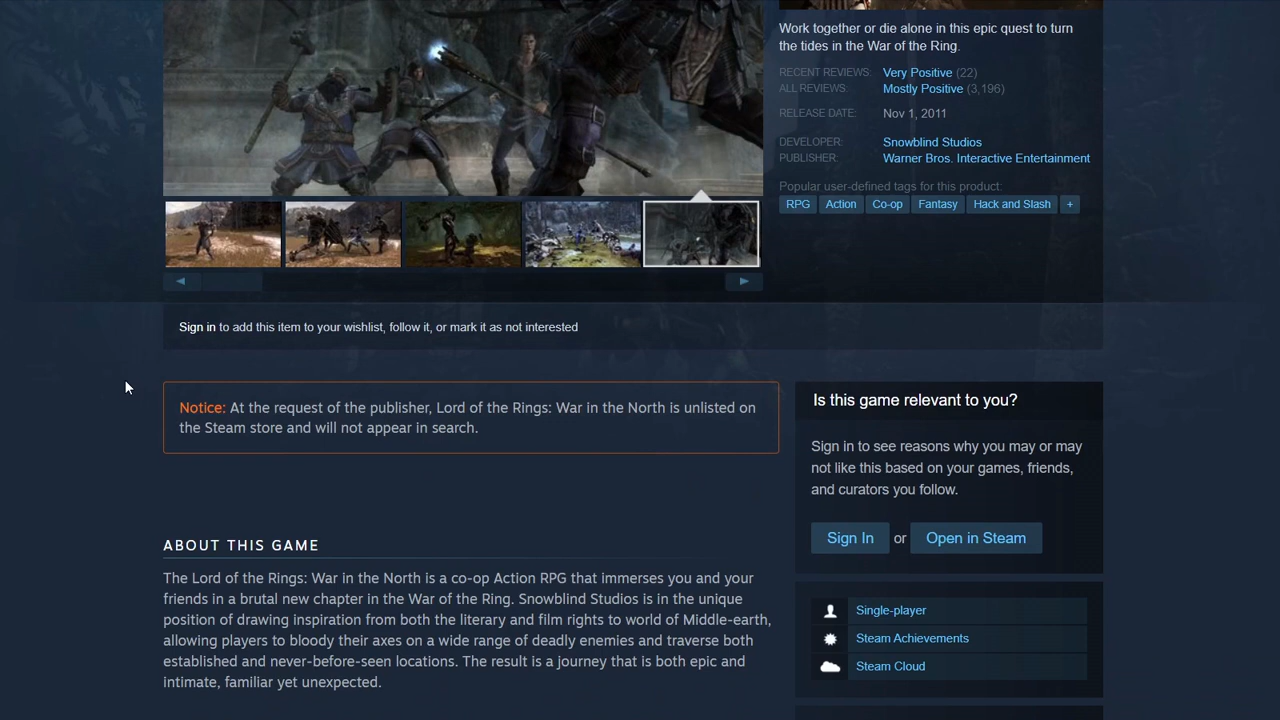 Work together or die alone in this epic quest to turn
the tides in the War of the Ring.
RECENT REVIEWS: Very Positive (22)
ALL REVIEWS: Mostly Positive (3,196)
RELEASE DATE: Nov 1, 2011
DEVELOPER: Snowblind Studios
PUBLISHER: Warner Bros. Interactive Entertainment
Popular user-defined tags for this product:
RPG Action Co-op Fantasy Hack and Slash +
Sign in to add this item to your wishlist, follow it, or mark it as not interested
Notice: At the request of the publisher, Lord of the Rings: War in the North is unlisted on
the Steam store and will not appear in search.
Is this game relevant to you?
Sign in to see reasons why you may or may
not like this based on your games, friends,
and curators you follow.
Sign In or Open in Steam
ABOUT THIS GAME
The Lord of the Rings: War in the North is a co-op Action RPG that immerses you and your
friends in a brutal new chapter in the War of the Ring. Snowblind Studios is in the unique
position of drawing inspiration from both the literary and film rights to world of Middle-earth,
allowing players to bloody their axes on a wide range of deadly enemies and traverse both
established and never-before-seen locations. The result is a journey that is both epic and
intimate, familiar yet unexpected.
Single-player
Steam Achievements
Steam Cloud